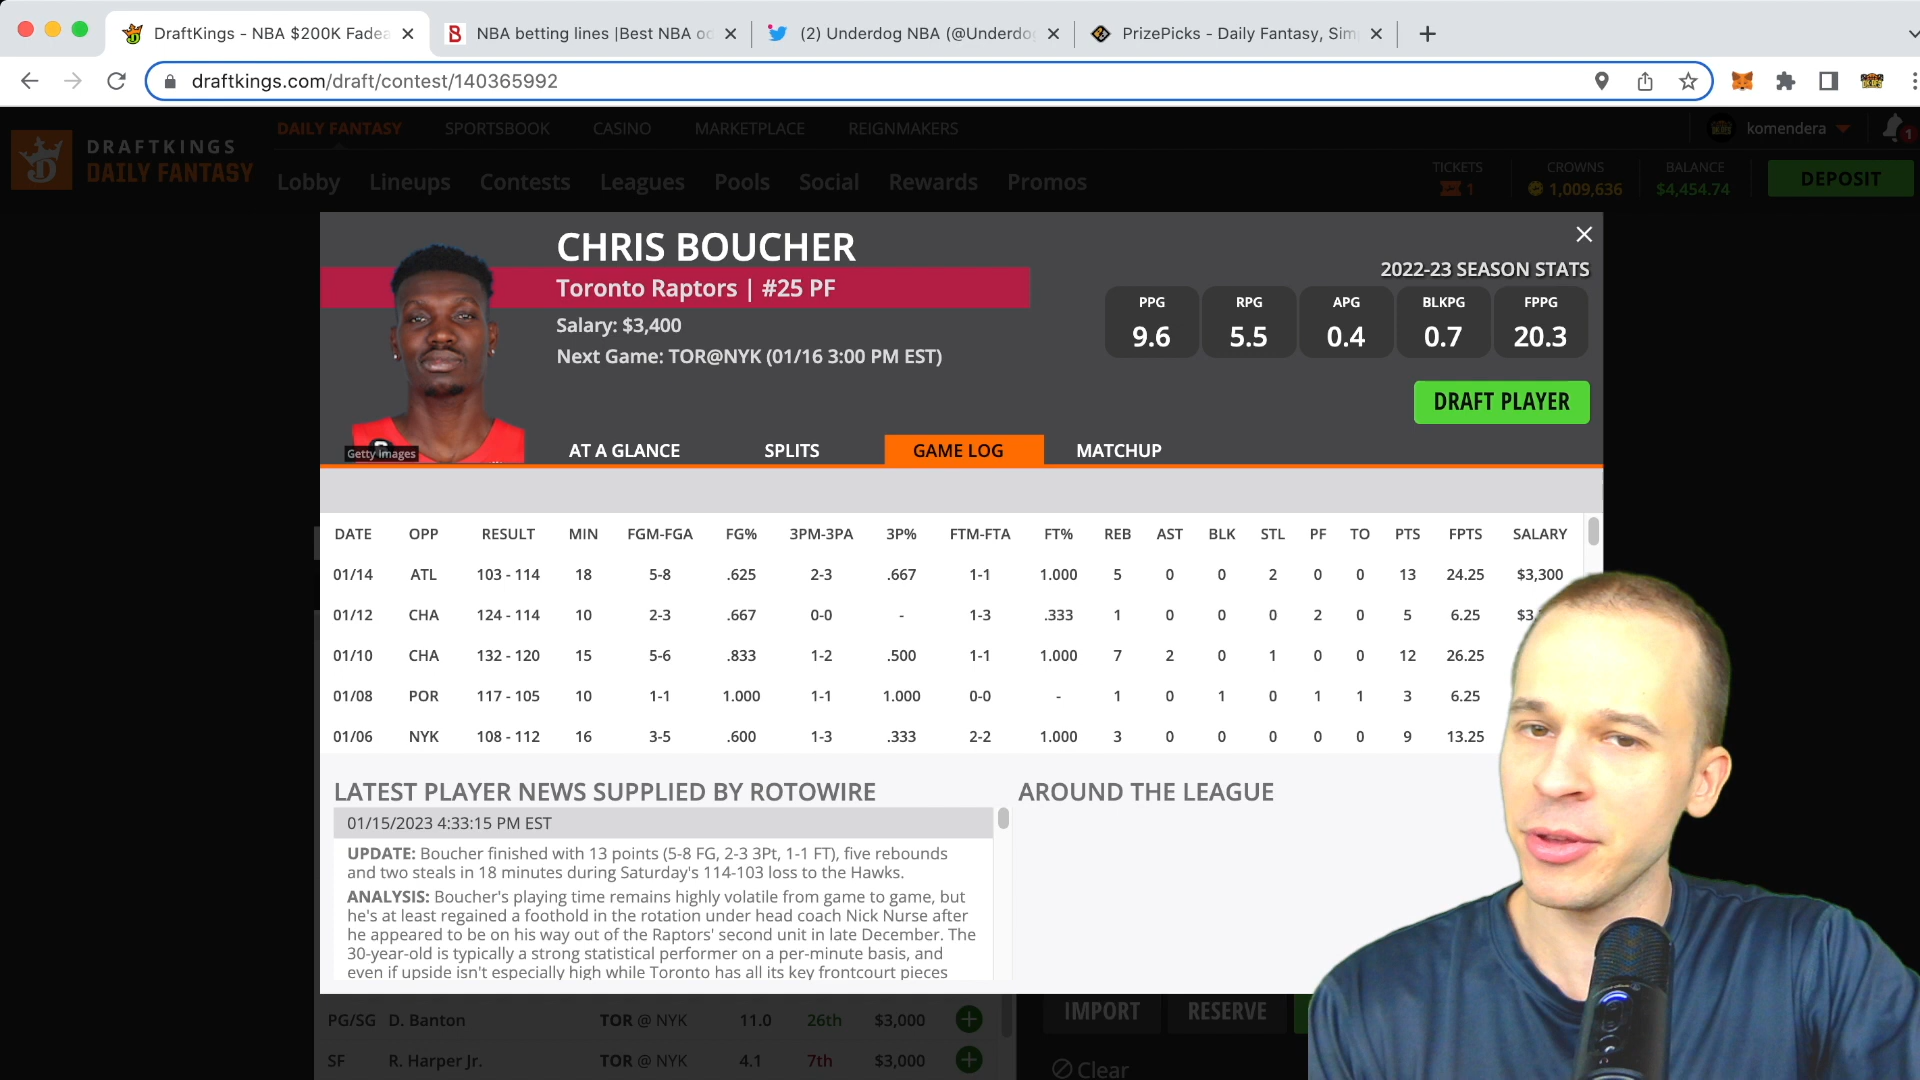 DraftKings - NBA $200K Fadea
NBA betting lines |Best NBA oc
(2) Underdog NBA (@Underdo
PrizePicks - Daily Fantasy, Sim
draftkings.com/draft/contest/140365992
DRAFTKINGS
DAILY FANTASY
DAILY FANTASY SPORTSBOOK CASINO MARKETPLACE REIGNMAKERS
komendera
1
Lobby Lineups Contests Leagues Pools Social Rewards Promos
TICKETS
1
CROWNS
1,009,636
BALANCE
$4,454.74
DEPOSIT
CHRIS BOUCHER
Toronto Raptors | #25 PF
Salary: $3,400
Next Game: TOR@NYK (01/16 3:00 PM EST)
Getty Images
2022-23 SEASON STATS
PPG RPG APG BLKPG FPPG
9.6 5.5 0.4 0.7 20.3
DRAFT PLAYER
AT A GLANCE SPLITS GAME LOG MATCHUP
DATE OPP RESULT MIN FGM-FGA FG% 3PM-3PA 3P% FTM-FTA FT% REB AST BLK STL PF TO PTS FPTS SALARY
01/14 ATL 103 - 114 18 5-8 .625 2-3 .667 1-1 1.000 5 0 0 2 0 0 13 24.25 $3,300
01/12 CHA 124 - 114 10 2-3 .667 0-0 - 1-3 .333 1 0 0 0 2 0 5 6.25 $3,
01/10 CHA 132 - 120 15 5-6 .833 1-2 .500 1-1 1.000 7 2 0 1 0 0 12 26.25
01/08 POR 117 - 105 10 1-1 1.000 1-1 1.000 0-0 - 1 0 1 0 1 1 3 6.25
01/06 NYK 108 - 112 16 3-5 .600 1-3 .333 2-2 1.000 3 0 0 0 0 0 9 13.25
LATEST PLAYER NEWS SUPPLIED BY ROTOWIRE
AROUND THE LEAGUE
01/15/2023 4:33:15 PM EST
UPDATE: Boucher finished with 13 points (5-8 FG, 2-3 3Pt, 1-1 FT), five rebounds
and two steals in 18 minutes during Saturday's 114-103 loss to the Hawks.
ANALYSIS: Boucher's playing time remains highly volatile from game to game, but
he's at least regained a foothold in the rotation under head coach Nick Nurse after
he appeared to be on his way out of the Raptors' second unit in late December. The
30-year-old is typically a strong statistical performer on a per-minute basis, and
even if upside isn't especially high while Toronto has all its key frontcourt pieces
PG/SG D. Banton TOR @ NYK 11.0 26th $3,000
SF R. Harper Jr. TOR @ NYK 4.1 7th $3,000
IMPORT RESERVE
Clear